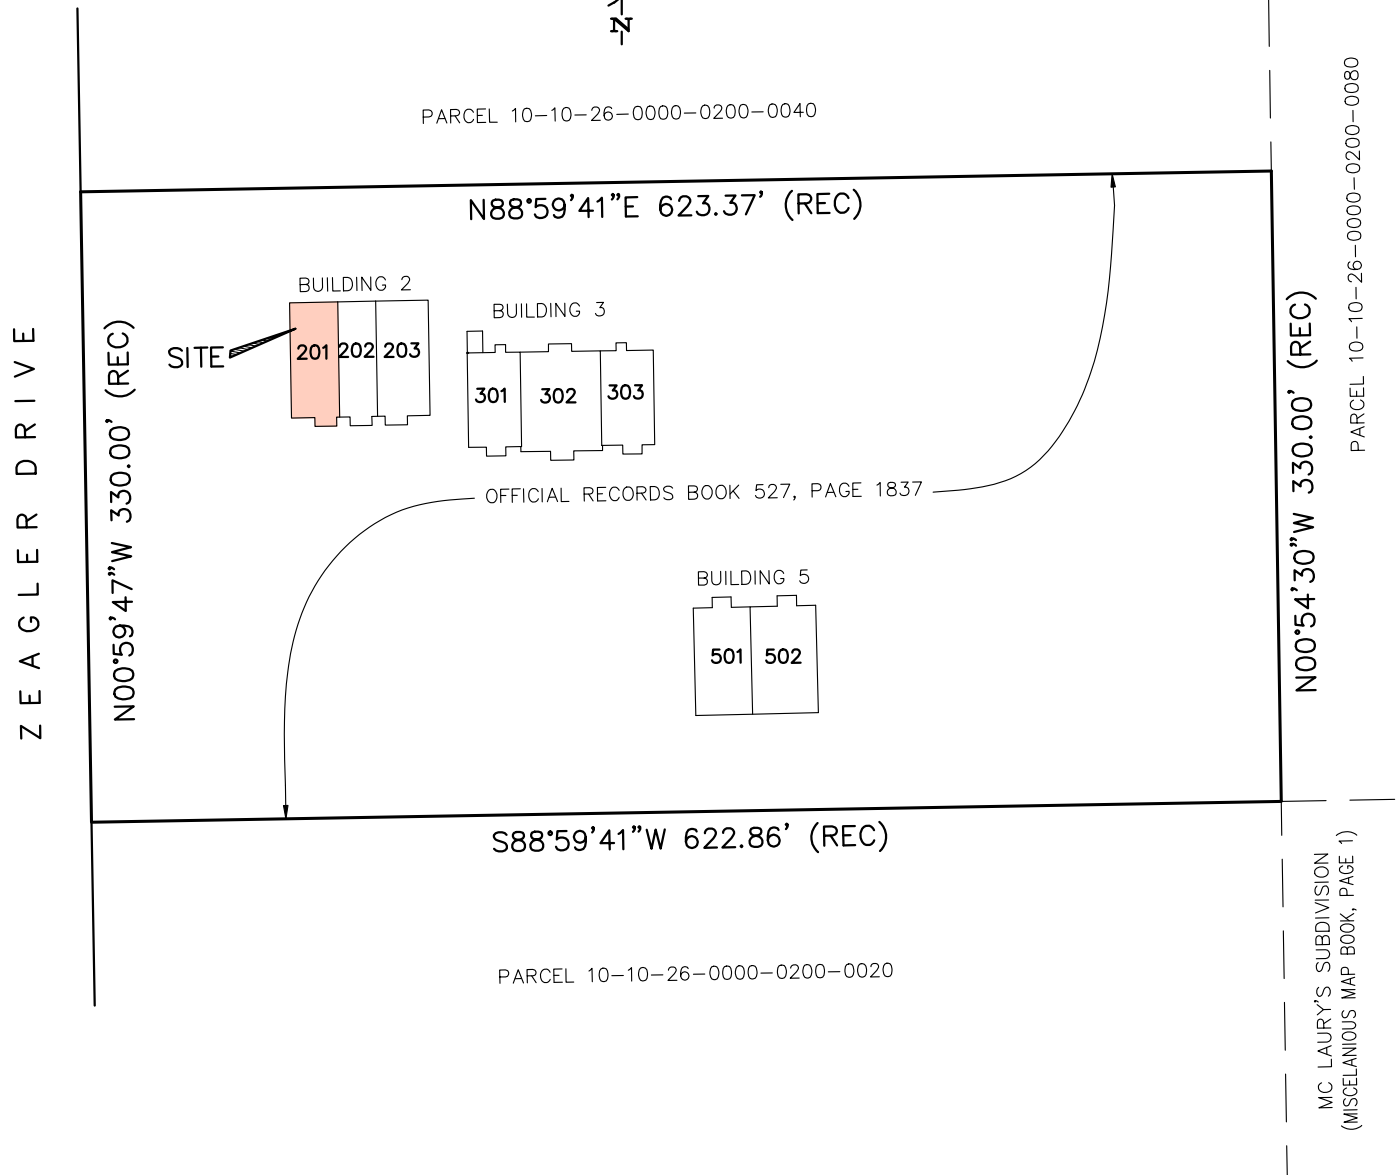 N
PARCEL 10-10-26-0000-0200-0040
PARCEL 10-10-26-0000-0200-0080
N88°59'41"E 623.37' (REC)
BUILDING 2
BUILDING 3
SITE
201 202 203
301 302 303
ZEAGLER DRIVE
N00°59'47"W 330.00' (REC)
N00°54'30"W 330.00' (REC)
OFFICIAL RECORDS BOOK 527, PAGE 1837
BUILDING 5
501 502
S88°59'41"W 622.86' (REC)
PARCEL 10-10-26-0000-0200-0020
MC LAURY'S SUBDIVISION
(MISCELANIOUS MAP BOOK, PAGE 1)